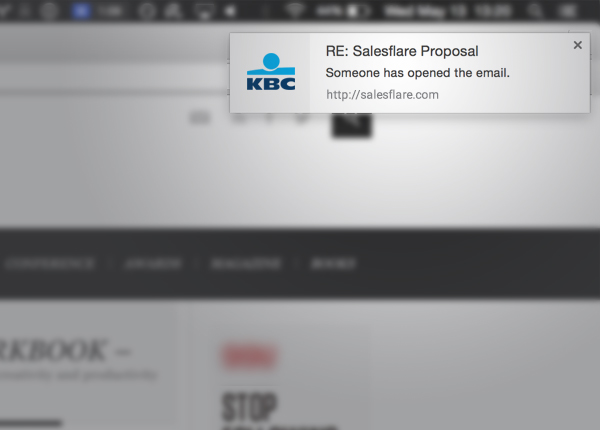 Wed May 13 13:20
RE: Salesflare Proposal
Someone has opened the email.
http://salesflare.com
KBC
CONFERENCE
AWARDS
MAGAZINE
BOOKS
RKBOOK –
creativity and productivity
STOP